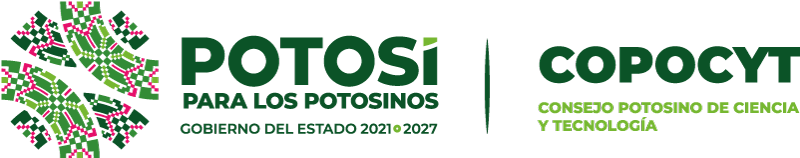 POTOSÍ
PARA LOS POTOSINOS
GOBIERNO DEL ESTADO 2021 2027
COPOCYT
CONSEJO POTOSINO DE CIENCIA
Y TECNOLOGÍA